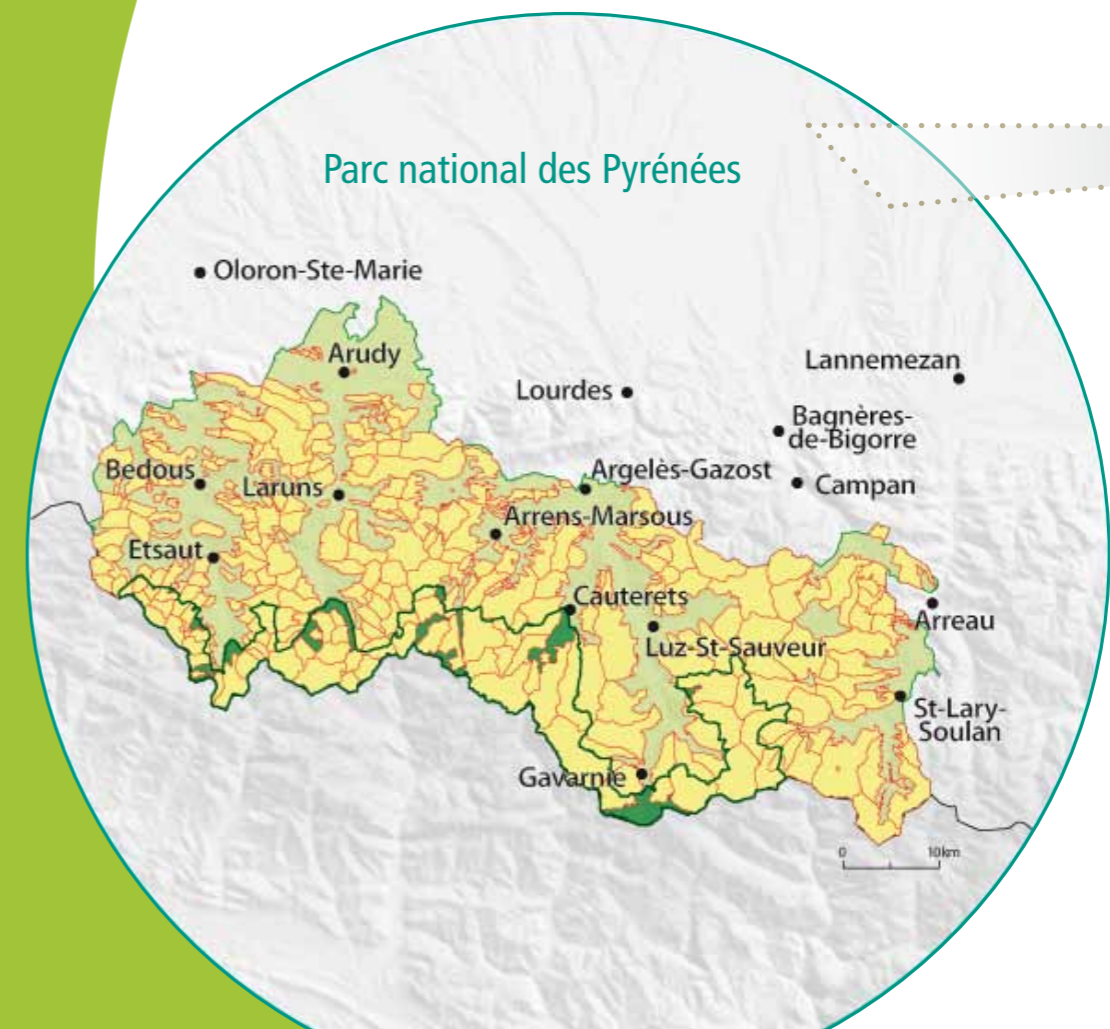 Parc national des Pyrénées
Oloron-Ste-Marie
Arudy
Lannemezan
Lourdes
Bagnères-
de-Bigorre
Bedous
Laruns
Argelès-Gazost
Campan
Arrens-Marsous
Etsaut
Cauterets
Arreau
Luz-St-Sauveur
St-Lary-
Soulan
Gavarnie
0
10km